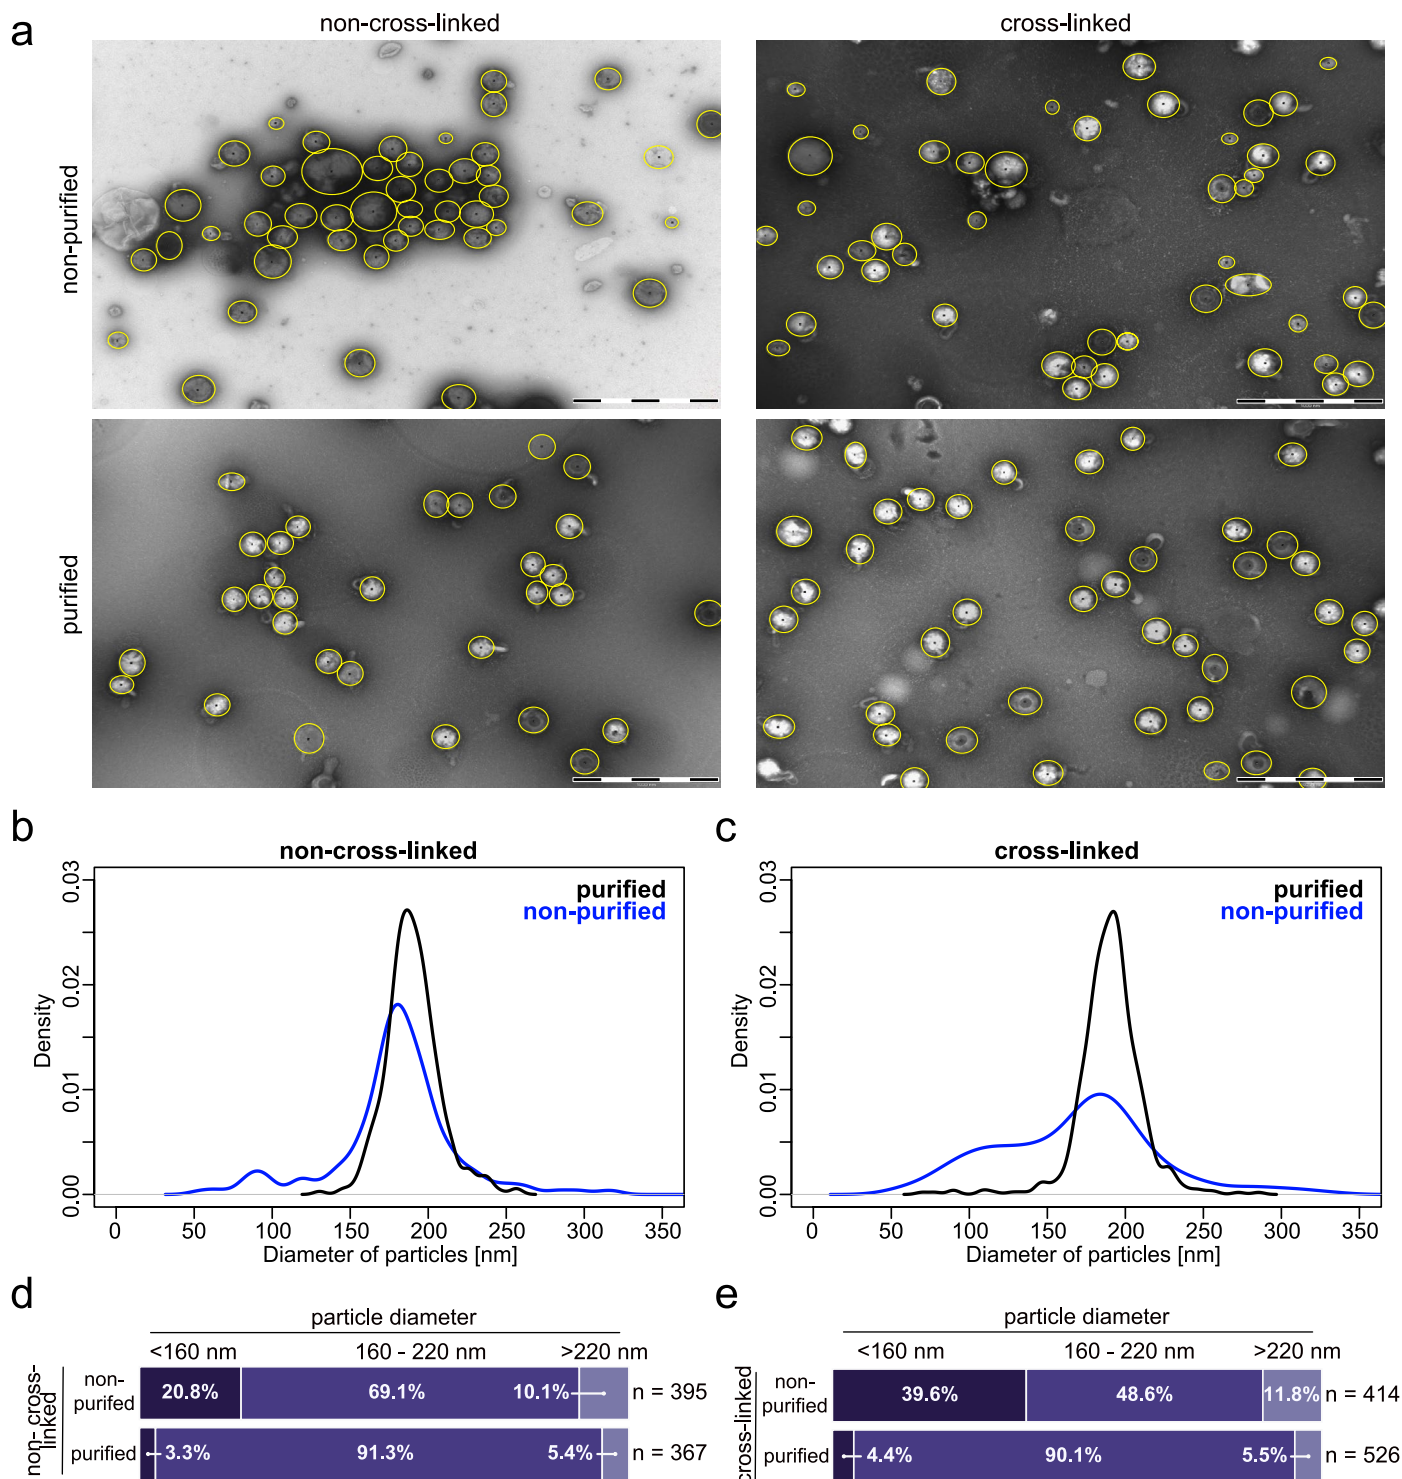 a
non-cross-linked
cross-linked
non-purified
purified
b
non-cross-linked
purified
non-purified
Density
0.03
0.02
0.01
0.00
0
50
100
150
200
250
300
350
Diameter of particles [nm]
c
cross-linked
purified
non-purified
Density
0.03
0.02
0.01
0.00
0
50
100
150
200
250
300
350
Diameter of particles [nm]
d
particle diameter
<160 nm 160 - 220 nm >220 nm
non-cross-
linked
non-
purifed
20.8% 69.1% 10.1% n = 395
purified 3.3% 91.3% 5.4% n = 367
e
particle diameter
<160 nm 160 - 220 nm >220 nm
cross-linked
non-
purified
39.6% 48.6% 11.8% n = 414
purified 4.4% 90.1% 5.5% n = 526